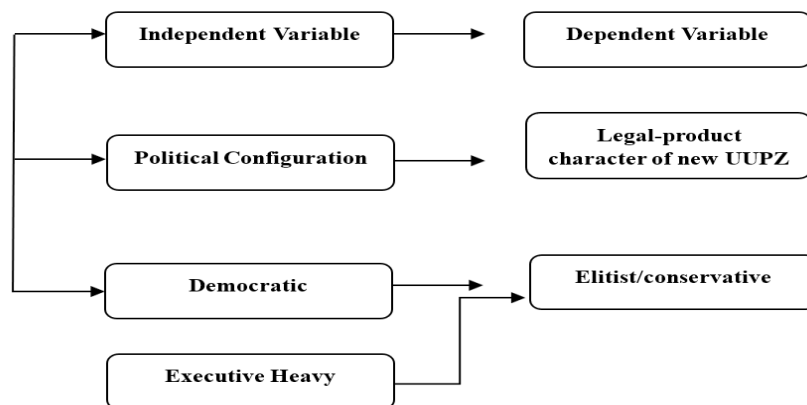 Independent Variable
Dependent Variable
Political Configuration
Legal-product
character of new UUPZ
Democratic
Elitist/conservative
Executive Heavy